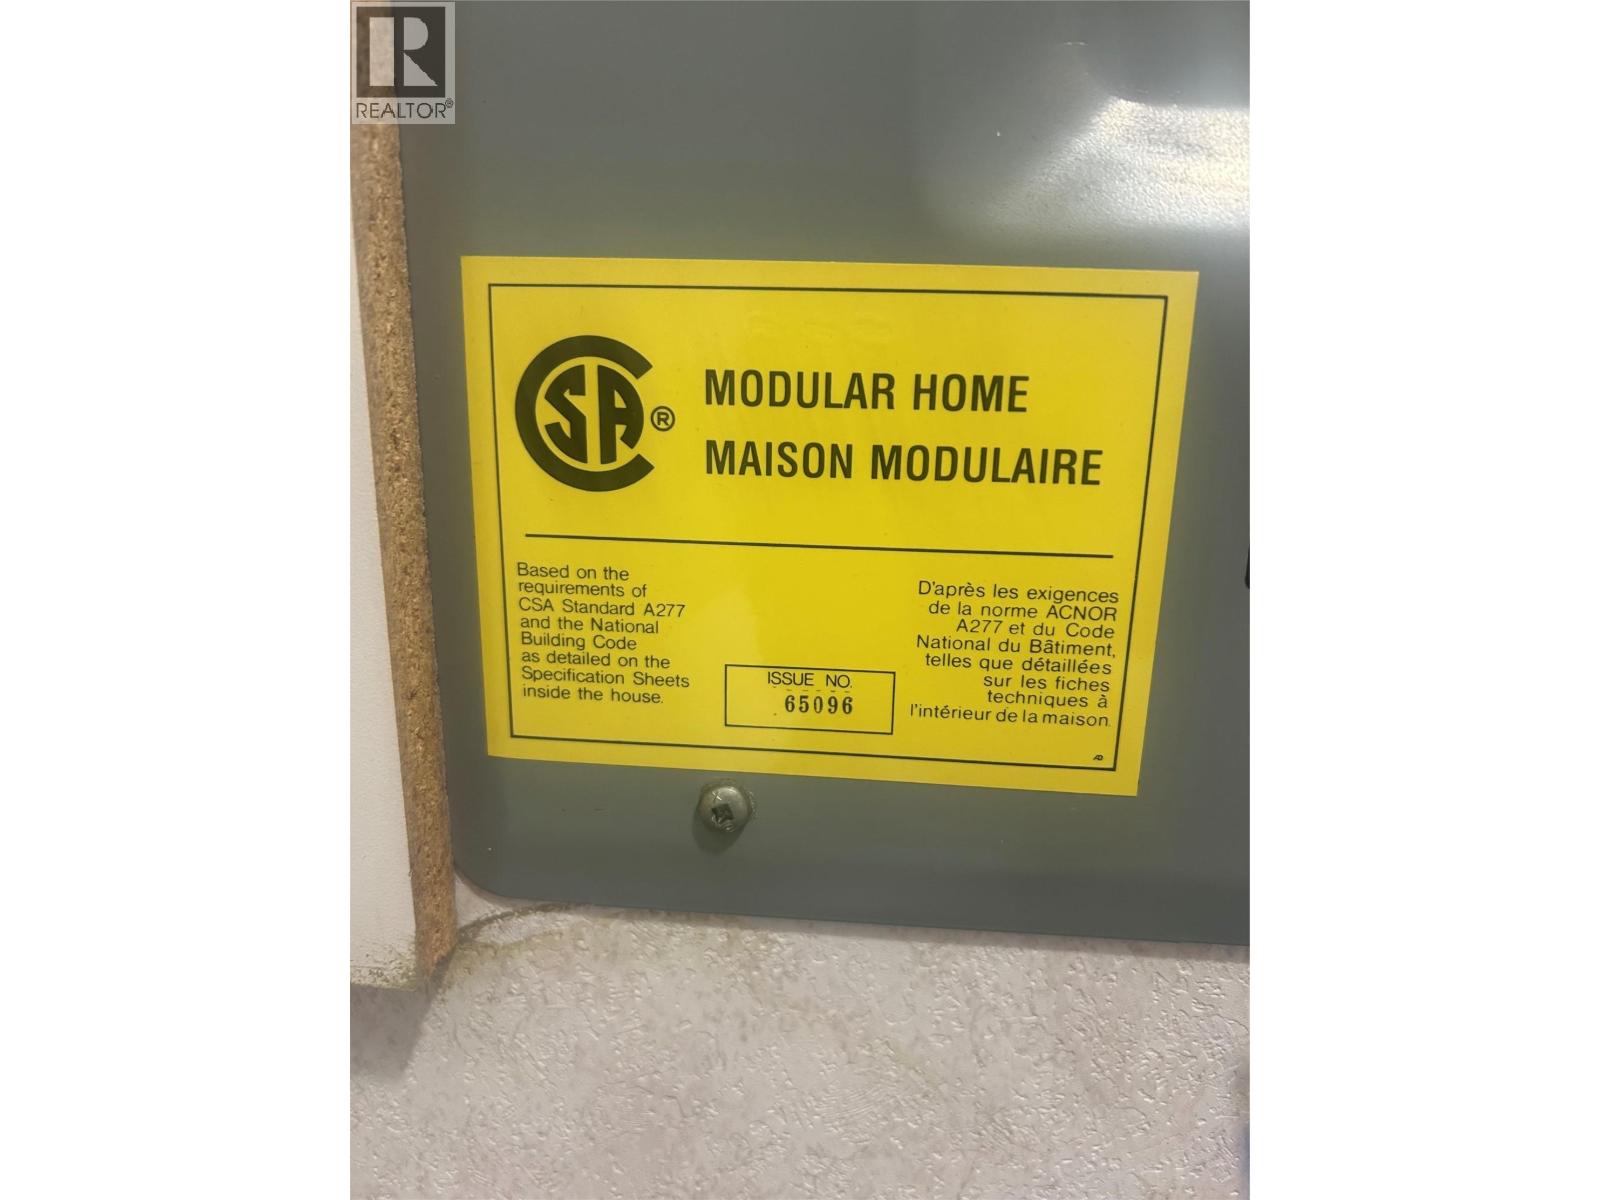 R
REALTOR®
CSA®
MODULAR HOME
MAISON MODULAIRE
Based on the
requirements of
CSA Standard A277
and the National
Building Code
as detailed on the
Specification Sheets
inside the house.
ISSUE NO.
65096
D'après les exigences
de la norme ACNOR
A277 et du Code
National du Bâtiment,
telles que détaillées
sur les fiches
techniques à
l'intérieur de la maison.